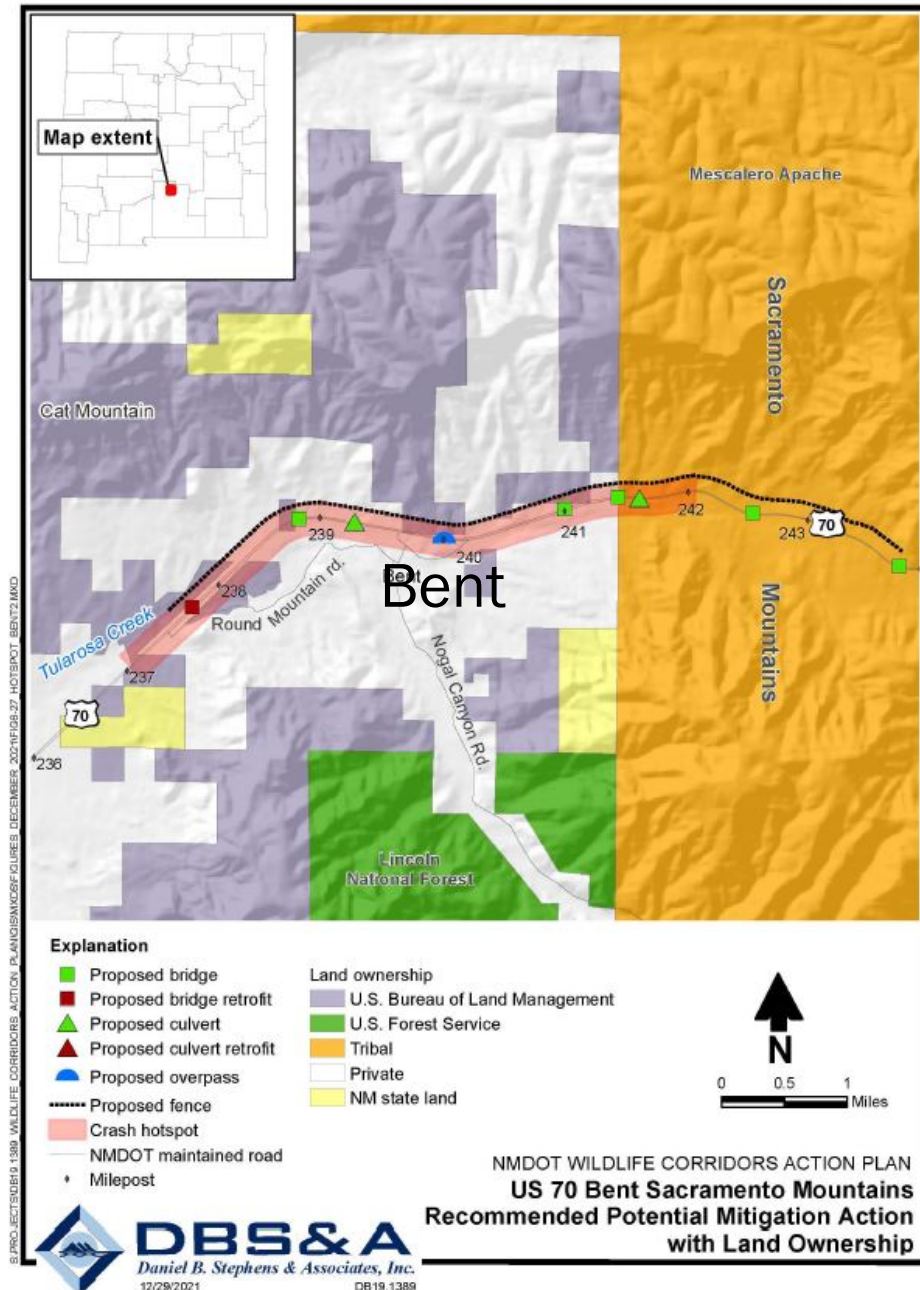 Map extent
Mescalero Apache
Sacramento
Mountains
Cat Mountain
242
241
243
70
239
240
238
Bent
Bent
Round Mountain rd.
Tularosa Creek
237
Nogal Canyon Rd.
70
236
Lincoln
National Forest
Explanation
Proposed bridge
Proposed bridge retrofit
Proposed culvert
Proposed culvert retrofit
Proposed overpass
Proposed fence
Crash hotspot
NMDOT maintained road
Milepost
Land ownership
U.S. Bureau of Land Management
U.S. Forest Service
Tribal
Private
NM state land
N
0 0.5 1
Miles
NMDOT WILDLIFE CORRIDORS ACTION PLAN
US 70 Bent Sacramento Mountains
Recommended Potential Mitigation Action
with Land Ownership
DBS&A
Daniel B. Stephens & Associates, Inc.
12/29/2021 DB19.1389